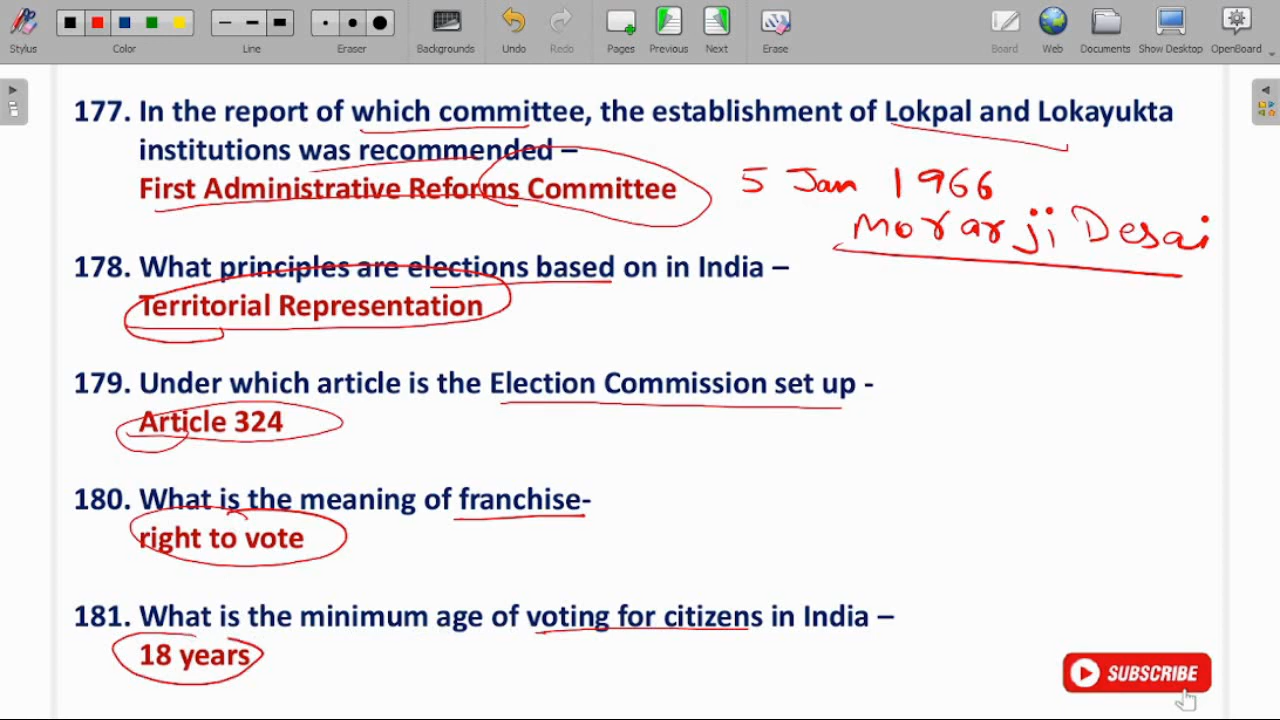 Stylus
Color
Line
Eraser
Backgrounds
Undo
Redo
Pages
Previous
Next
Erase
Board
Web
Documents
Show Desktop
OpenBoard
177. In the report of which committee, the establishment of Lokpal and Lokayukta
institutions was recommended –
First Administrative Reforms Committee
5 Jan 1966
Morarji Desai
178. What principles are elections based on in India –
Territorial Representation
179. Under which article is the Election Commission set up -
Article 324
180. What is the meaning of franchise-
right to vote
181. What is the minimum age of voting for citizens in India –
18 years
SUBSCRIBE